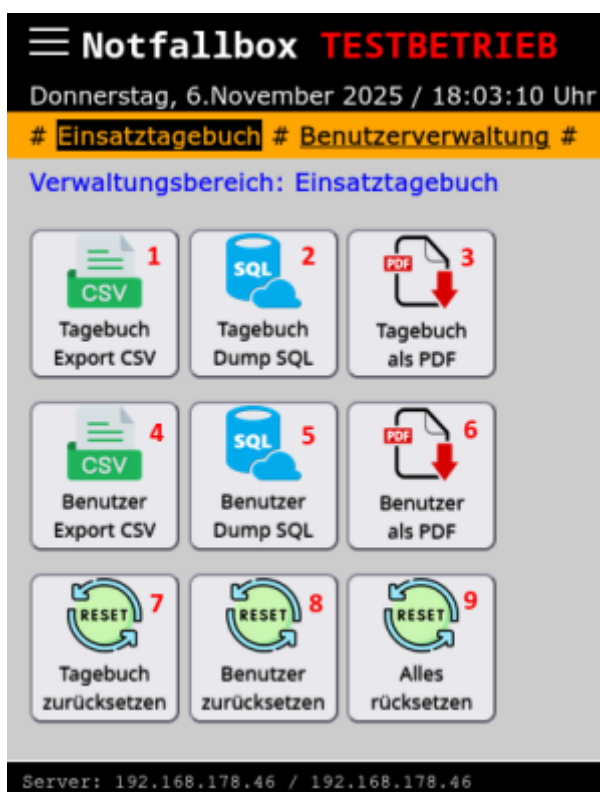 Notfallbox TESTBETRIEB
Donnerstag, 6.November 2025 / 18:03:10 Uhr
# Einsatztagebuch # Benutzerverwaltung #
Verwaltungsbereich: Einsatztagebuch
CSV 1
Tagebuch
Export CSV
SQL 2
Tagebuch
Dump SQL
PDF 3
Tagebuch
als PDF
CSV 4
Benutzer
Export CSV
SQL 5
Benutzer
Dump SQL
PDF 6
Benutzer
als PDF
RESET 7
Tagebuch
zurücksetzen
RESET 8
Benutzer
zurücksetzen
RESET 9
Alles
rücksetzen
Server: 192.168.178.46 / 192.168.178.46